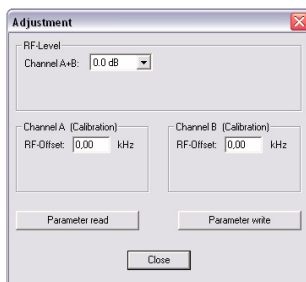 Adjustment
RF-Level
Channel A+B: 0.0 dB
Channel A (Calibration)
RF-Offset: 0,00 kHz
Channel B (Calibration)
RF-Offset: 0,00 kHz
Parameter read
Parameter write
Close